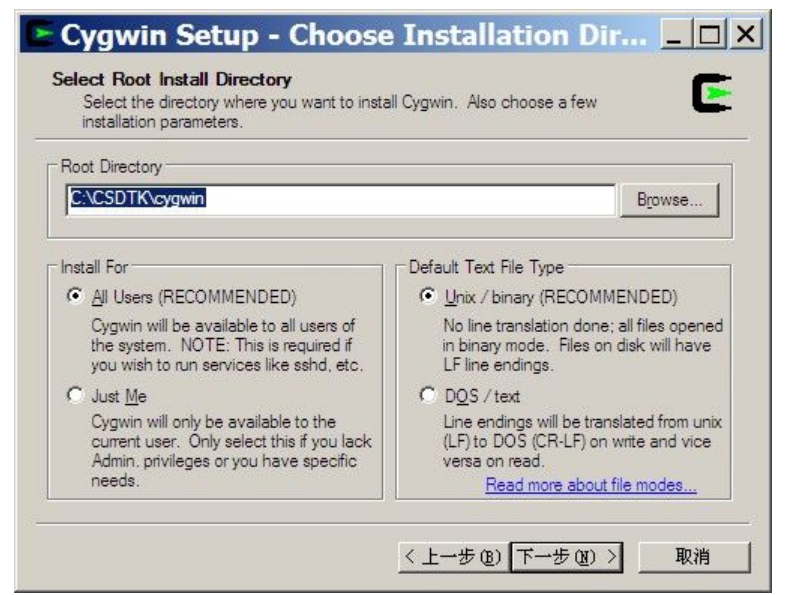 Cygwin Setup - Choose Installation Dir...
Select Root Install Directory
Select the directory where you want to install Cygwin. Also choose a few
installation parameters.
Root Directory
C:\CSDTK\cygwin
Browse...
Install For
All Users (RECOMMENDED)
Cygwin will be available to all users of
the system. NOTE: This is required if
you wish to run services like sshd, etc.
Just Me
Cygwin will only be available to the
current user. Only select this if you lack
Admin. privileges or you have specific
needs.
Default Text File Type
Unix / binary (RECOMMENDED)
No line translation done; all files opened
in binary mode. Files on disk will have
LF line endings.
DOS / text
Line endings will be translated from unix
(LF) to DOS (CR-LF) on write and vice
versa on read.
Read more about file modes...
< 上一步(B)
下一步(N) >
取消